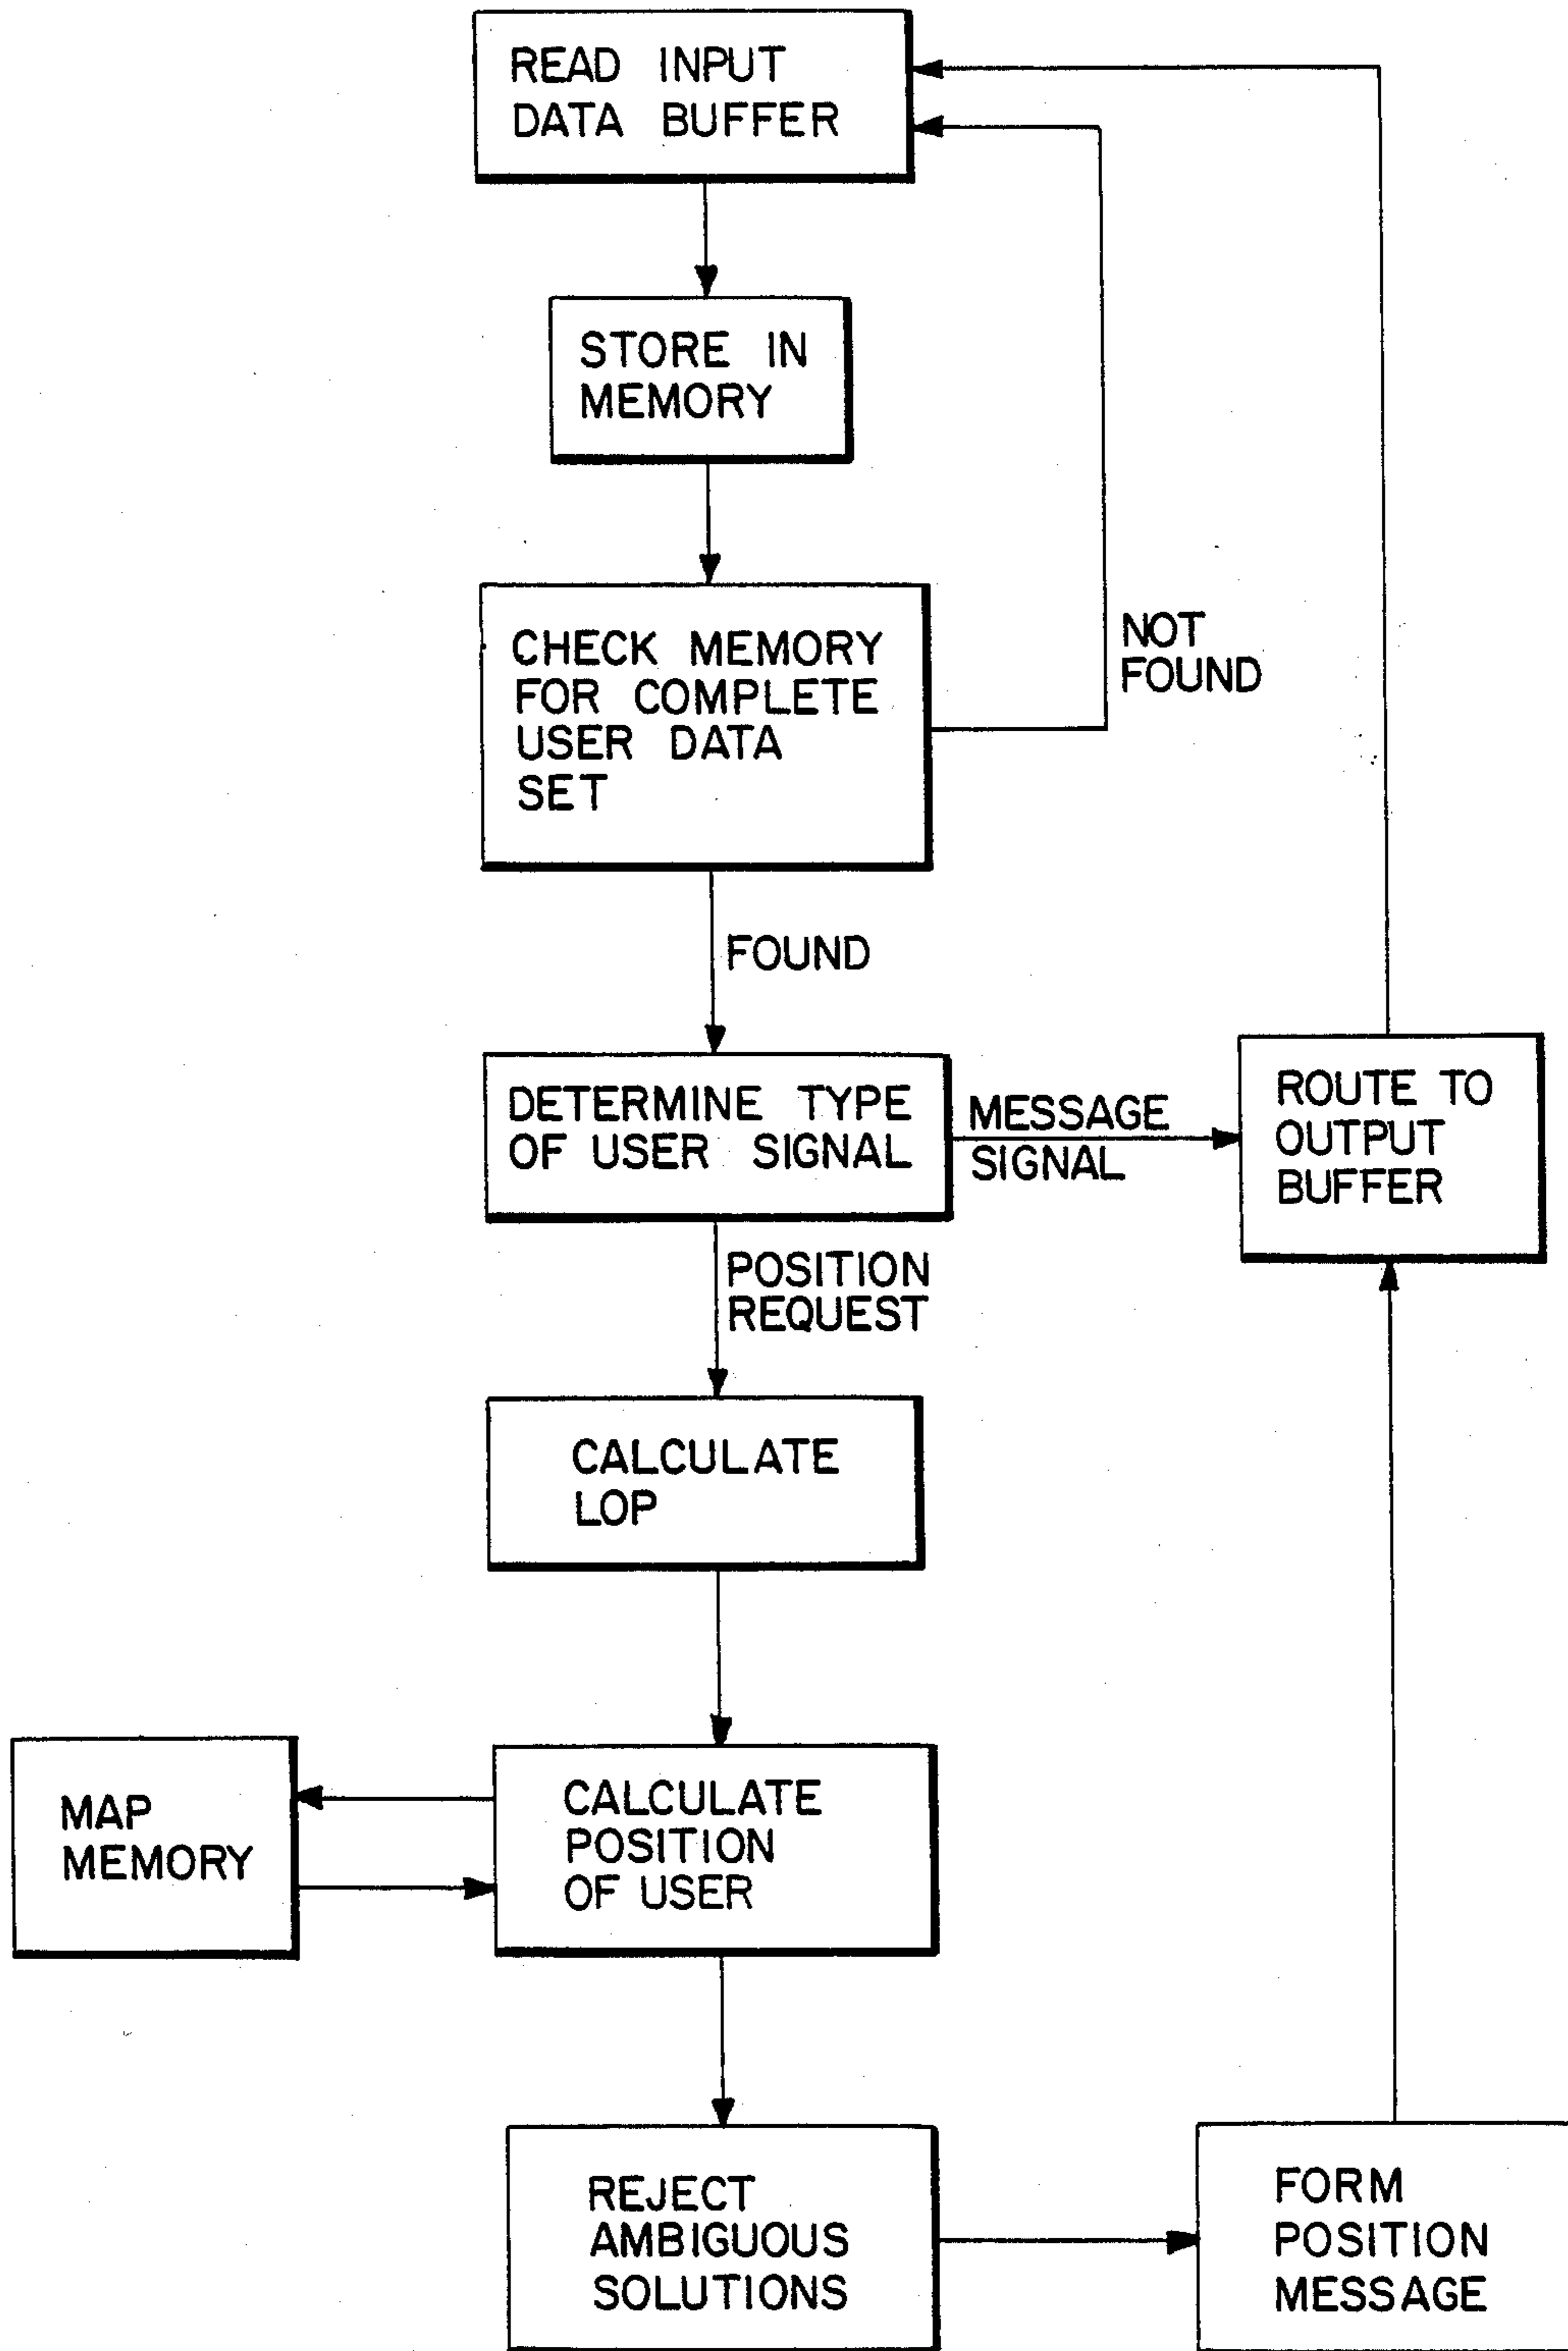 READ INPUT
DATA BUFFER
STORE IN
MEMORY
CHECK MEMORY
FOR COMPLETE
USER DATA
SET
NOT
FOUND
FOUND
DETERMINE TYPE
OF USER SIGNAL
MESSAGE
SIGNAL
ROUTE TO
OUTPUT
BUFFER
POSITION
REQUEST
CALCULATE
LOP
MAP
MEMORY
CALCULATE
POSITION
OF USER
REJECT
AMBIGUOUS
SOLUTIONS
FORM
POSITION
MESSAGE